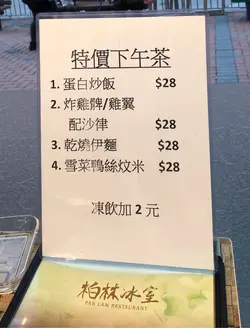 特價下午茶
1. 蛋白炒飯 $28
2. 炸雞髀/雞翼
配沙律 $28
3. 乾燒伊麵 $28
4. 雪菜鴨絲炆米 $28
凍飲加 2 元
柏林冰室
PAK LAM RESTAURANT